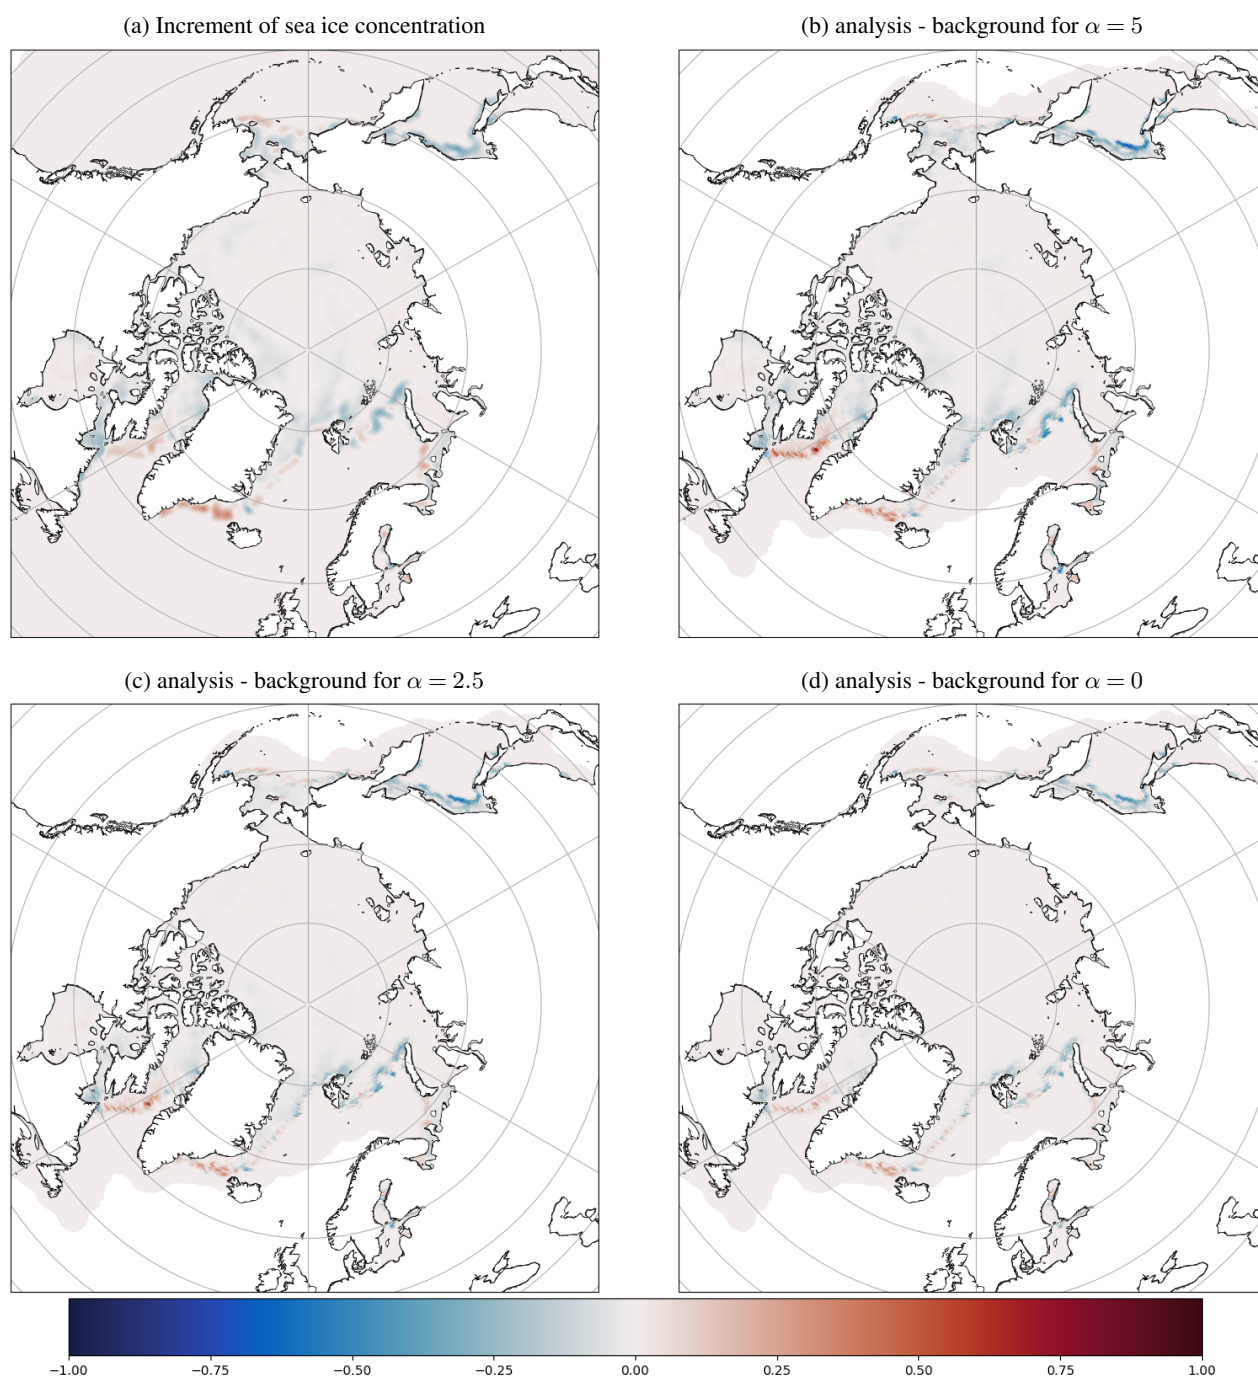 (a) Increment of sea ice concentration
(b) analysis - background for α = 5
(c) analysis - background for α = 2.5
(d) analysis - background for α = 0
−1.00 −0.75 −0.50 −0.25 0.00 0.25 0.50 0.75 1.00